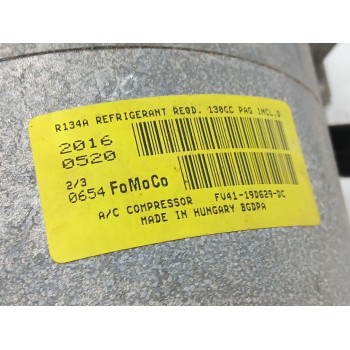 R134A REFRIGERANT REQD. 130CC PAG INCL.D
2016
0520
2/3
0654 FoMoCo
A/C COMPRESSOR FV41-19D629-DC
MADE IN HUNGARY BGDPA